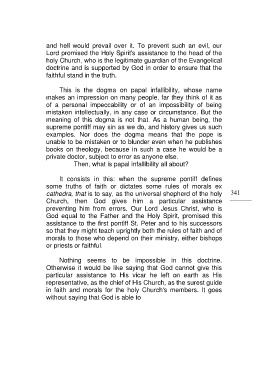 and hell would prevail over it. To prevent such an evil, our
Lord promised the Holy Spirit's assistance to the head of the
holy Church, who is the legitimate guardian of the Evangelical
doctrine and is supported by God in order to ensure that the
faithful stand in the truth.
This is the dogma on papal infallibility, whose name
makes an impression on many people, far they think of it as
of a personal impeccability or of an impossibility of being
mistaken intellectually, in any case or circumstance. But the
meaning of this dogma is not that. As a human being, the
supreme pontiff may sin as we do, and history gives us such
examples. Nor does the dogma means that the pope is
unable to be mistaken or to blunder even when he publishes
books on theology, because in such a case he would be a
private doctor, subject to error as anyone else.
Then, what is papal infallibility all about?
It consists in this: when the supreme pontiff defines
some truths of faith or dictates some rules of morals ex
cathedra, that is to say, as the universal shepherd of the holy
341
Church, then God gives him a particular assistance
preventing him from errors. Our Lord Jesus Christ, who is
God equal to the Father and the Holy Spirit, promised this
assistance to the first pontiff St. Peter and to his successors
so that they might teach uprightly both the rules of faith and of
morals to those who depend on their ministry, either bishops
or priests or faithful.
Nothing seems to be impossible in this doctrine.
Otherwise it would be like saying that God cannot give this
particular assistance to His vicar he left on earth as His
representative, as the chief of His Church, as the surest guide
in faith and morals for the holy Church's members. It goes
without saying that God is able to